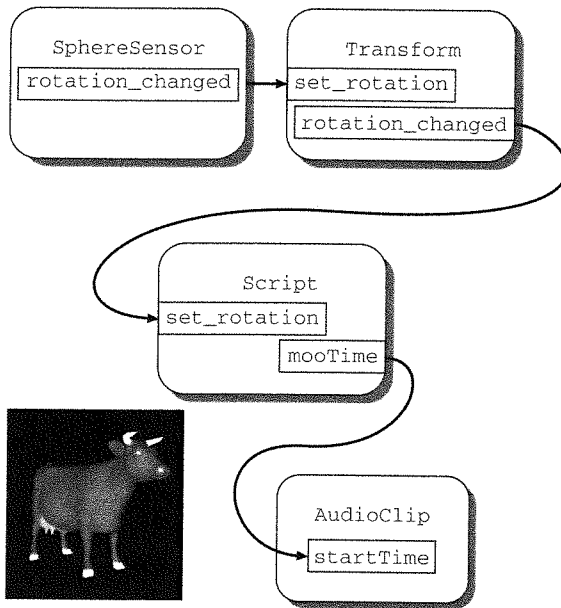 SphereSensor
rotation_changed
Transform
set_rotation
rotation_changed
Script
set_rotation
mooTime
AudioClip
startTime